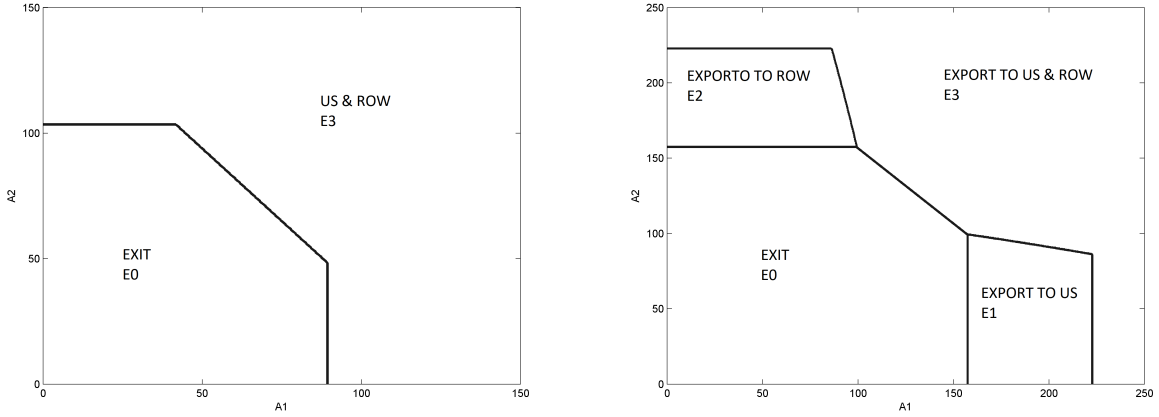 150
100
50
0
A2
US & ROW
E3
EXIT
E0
0
50
100
150
A1
250
200
150
100
50
0
A2
EXPORTO TO ROW
E2
EXPORT TO US & ROW
E3
EXIT
E0
EXPORT TO US
E1
0
50
100
150
200
250
A1